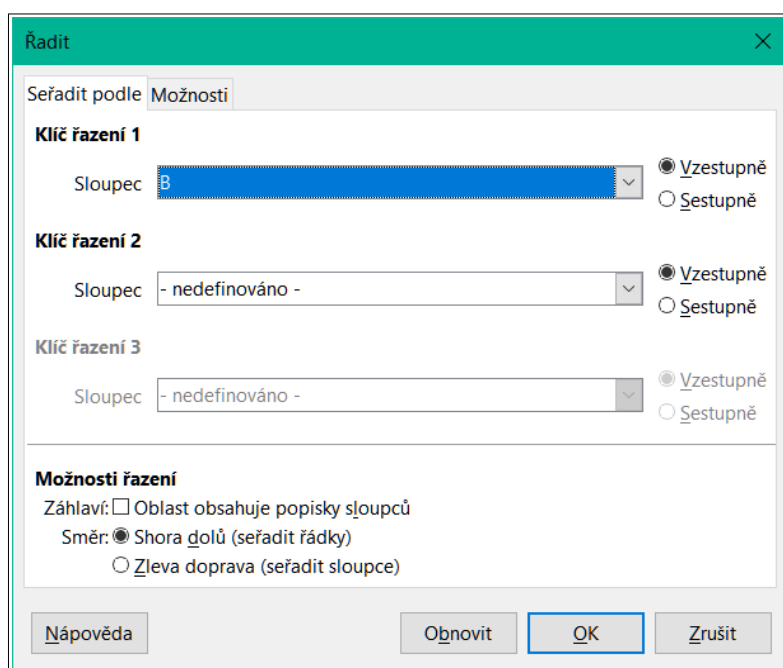 Řadit
Seřadit podle Možnosti
Klíč řazení 1
Sloupec B
Vzestupně
Sestupně
Klíč řazení 2
Sloupec - nedefinováno -
Vzestupně
Sestupně
Klíč řazení 3
Sloupec - nedefinováno -
Vzestupně
Sestupně
Možnosti řazení
Záhlaví: Oblast obsahuje popisky sloupců
Směr: Shora dolů (seřadit řádky)
Zleva doprava (seřadit sloupce)
Nápověda Obnovit OK Zrušit